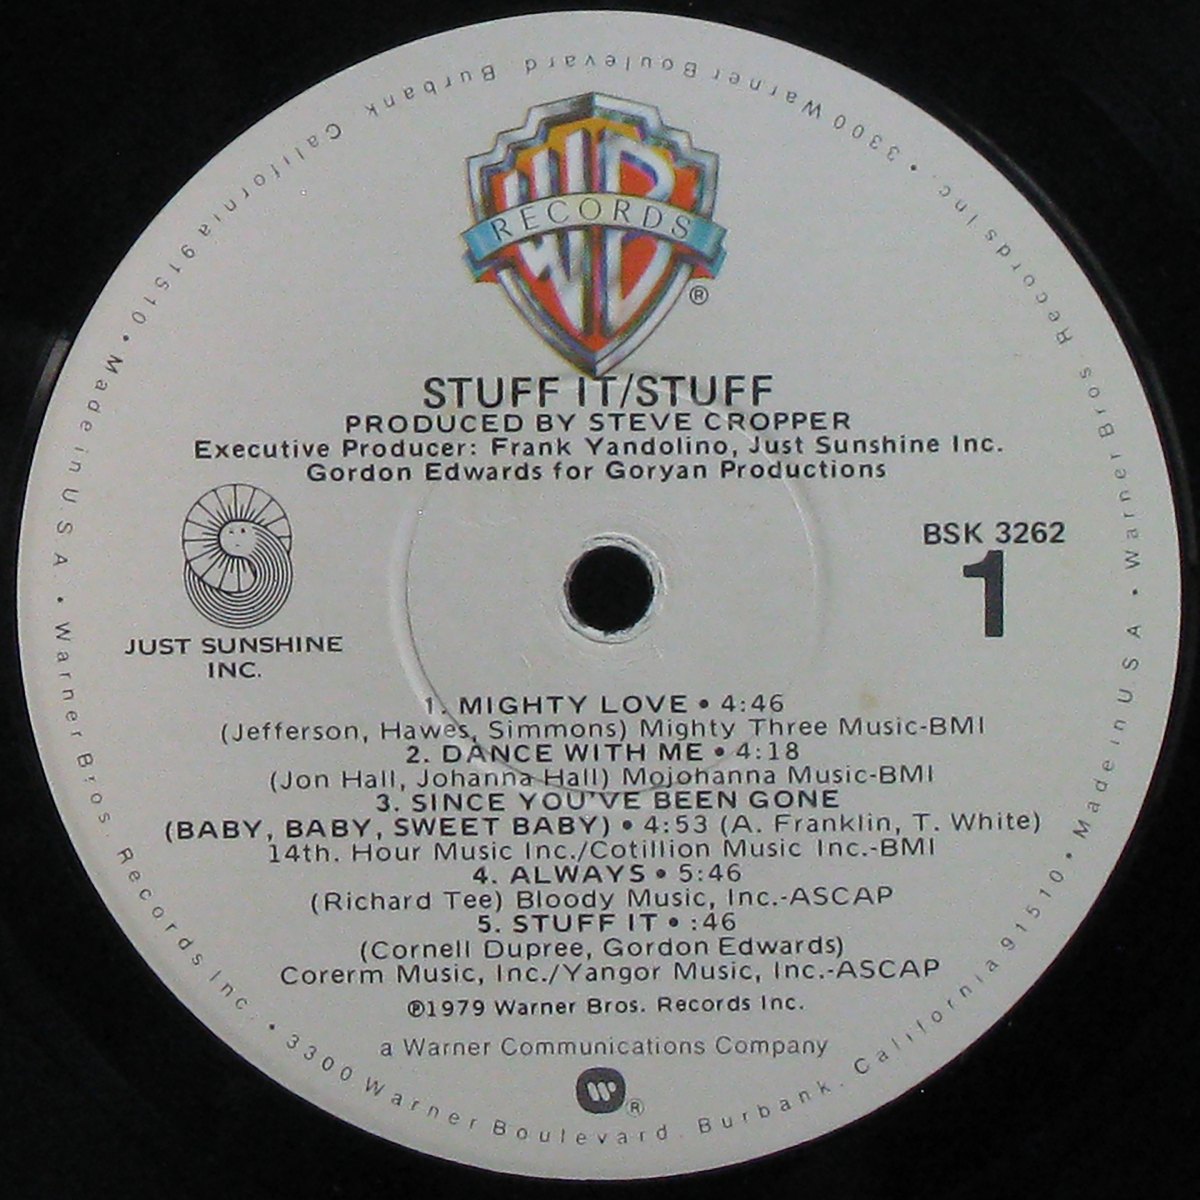 WB
RECORDS
®
STUFF IT/STUFF
PRODUCED BY STEVE CROPPER
Executive Producer: Frank Yandolino, Just Sunshine Inc.
Gordon Edwards for Goryan Productions
JUST SUNSHINE
INC.
BSK 3262
1
1. MIGHTY LOVE • 4:46
(Jefferson, Hawes, Simmons) Mighty Three Music-BMI
2. DANCE WITH ME • 4:18
(Jon Hall, Johanna Hall) Mojohanna Music-BMI
3. SINCE YOU'VE BEEN GONE
(BABY, BABY, SWEET BABY) • 4:53 (A. Franklin, T. White)
14th. Hour Music Inc./Cotillion Music Inc.-BMI
4. ALWAYS • 5:46
(Richard Tee) Bloody Music, Inc.-ASCAP
5. STUFF IT • :46
(Cornell Dupree, Gordon Edwards)
Corerm Music, Inc./Yangor Music, Inc.-ASCAP
℗1979 Warner Bros. Records Inc.
a Warner Communications Company
W ®
Warner Bros. Records Inc. • 3300 Warner Boulevard. Burbank. California 91510 • Made in U S A •
Warner Bros. Records Inc. • 3300 Warner Boulevard Burbank. California 91510 • Made in U S A. •